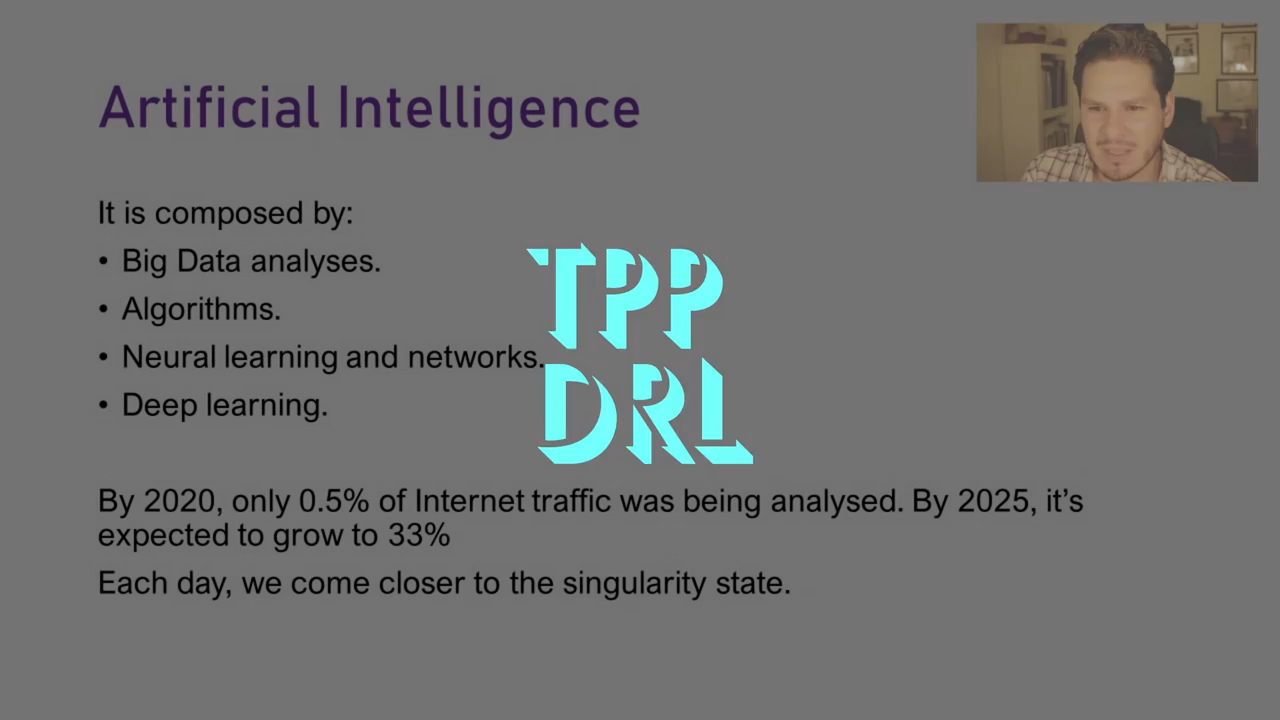 Artificial Intelligence
It is composed by:
• Big Data analyses.
• Algorithms.
• Neural learning and networks.
• Deep learning.
TPP
DRL
By 2020, only 0.5% of Internet traffic was being analysed. By 2025, it's
expected to grow to 33%
Each day, we come closer to the singularity state.